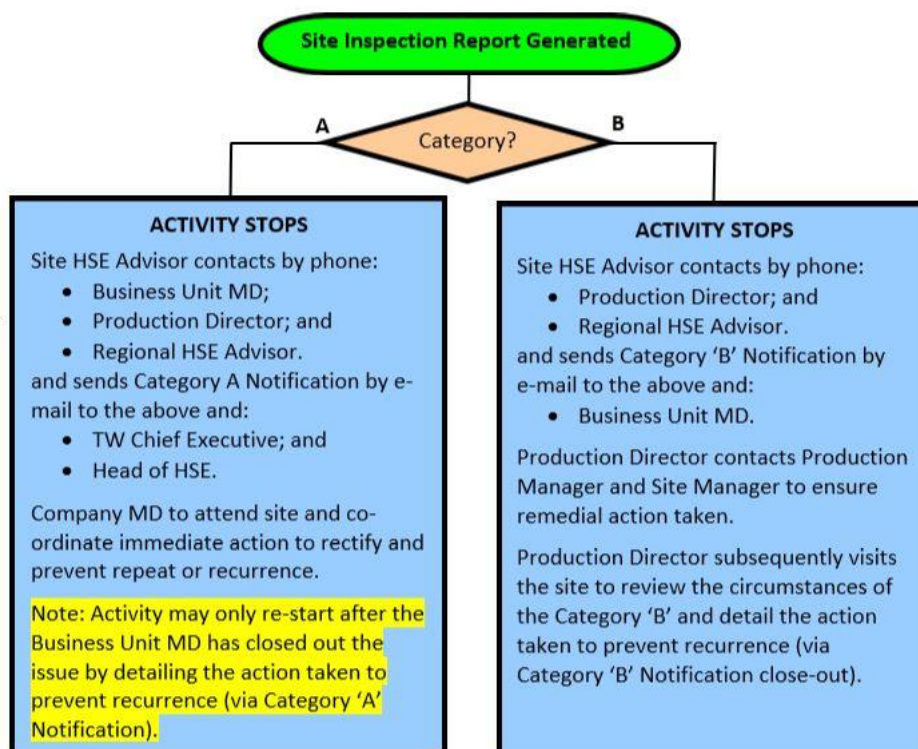 Site Inspection Report Generated
A
Category?
B
ACTIVITY STOPS
Site HSE Advisor contacts by phone:
• Business Unit MD;
• Production Director; and
• Regional HSE Advisor.
and sends Category A Notification by e-
mail to the above and:
• TW Chief Executive; and
• Head of HSE.
Company MD to attend site and co-
ordinate immediate action to rectify and
prevent repeat or recurrence.
Note: Activity may only re-start after the
Business Unit MD has closed out the
issue by detailing the action taken to
prevent recurrence (via Category ‘A’
Notification).
ACTIVITY STOPS
Site HSE Advisor contacts by phone:
• Production Director; and
• Regional HSE Advisor.
and sends Category ‘B’ Notification by
e-mail to the above and:
• Business Unit MD.
Production Director contacts Production
Manager and Site Manager to ensure
remedial action taken.
Production Director subsequently visits
the site to review the circumstances of
the Category ‘B’ and detail the action
taken to prevent recurrence (via
Category ‘B’ Notification close-out).